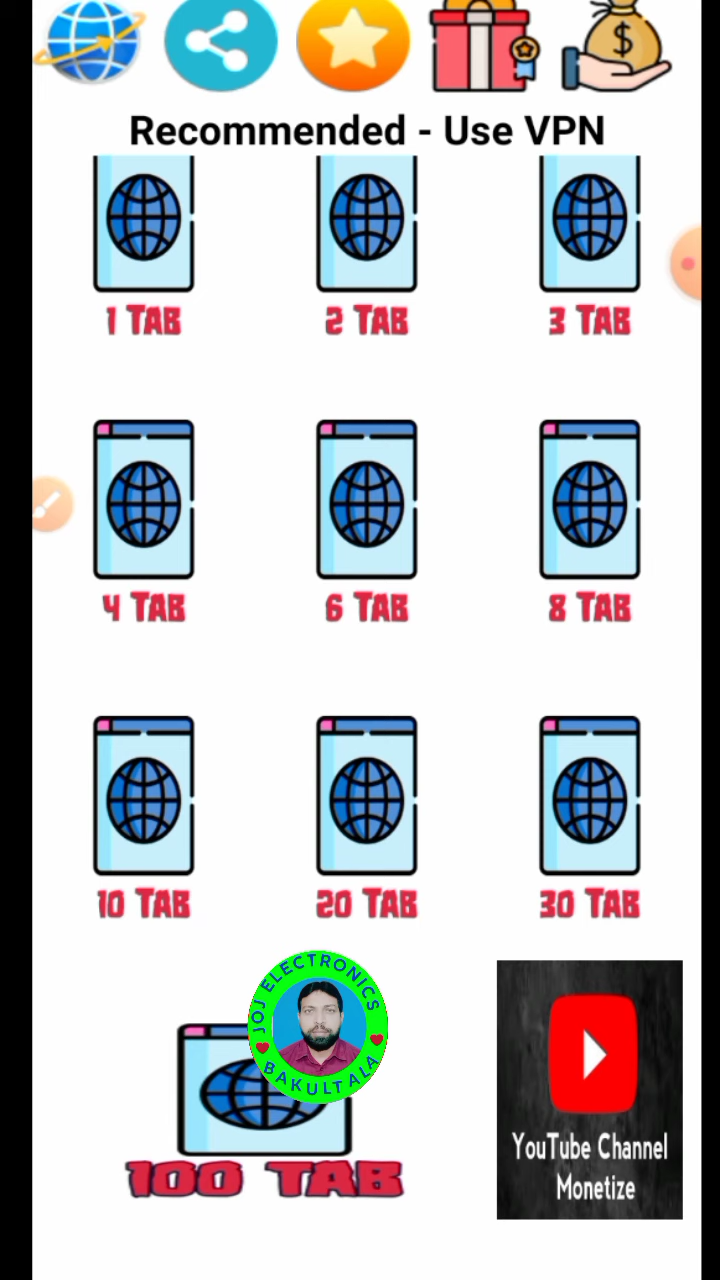 Recommended - Use VPN
1 TAB
2 TAB
3 TAB
4 TAB
6 TAB
8 TAB
10 TAB
20 TAB
30 TAB
JOJ ELECTRONICS
BAKULTALA
100 TAB
YouTube Channel
Monetize